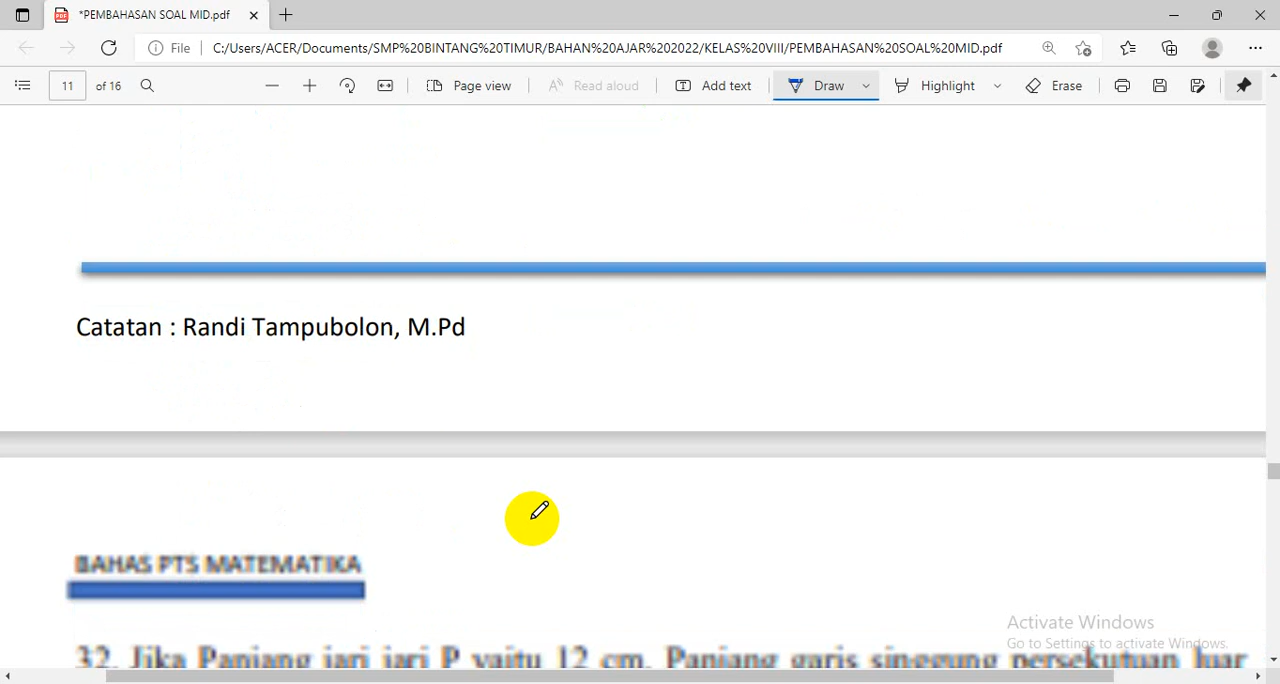 *PEMBAHASAN SOAL MID.pdf
File
C:/Users/ACER/Documents/SMP%20BINTANG%20TIMUR/BAHAN%20AJAR%202022/KELAS%20VIII/PEMBAHASAN%20SOAL%20MID.pdf
11 of 16 Page view Read aloud Add text Draw Highlight Erase
Catatan : Randi Tampubolon, M.Pd
BAHAS PTS MATEMATIKA
Activate Windows
Go to Settings to activate Windows.
32. Jika Panjang jari jari P yaitu 12 cm. Panjang garis singgung persekutuan luar